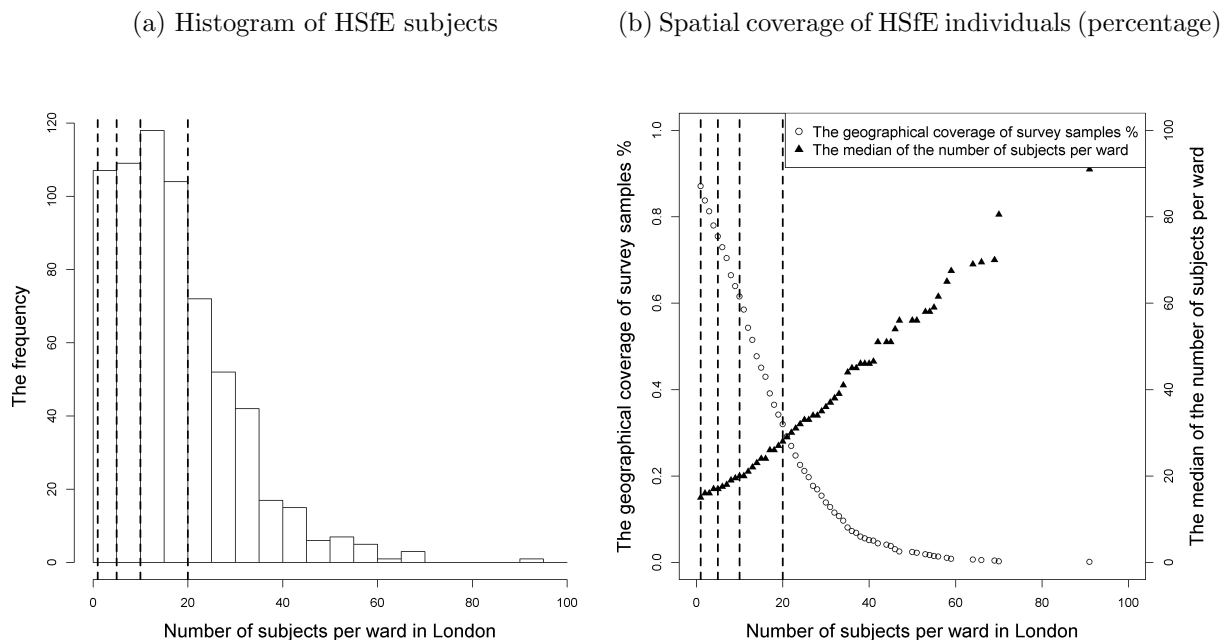 (a) Histogram of HSfE subjects
The frequency
0
20
40
60
80
100
120
0 20 40 60 80 100
Number of subjects per ward in London
(b) Spatial coverage of HSfE individuals (percentage)
The geographical coverage of survey samples %
The median of the number of subjects per ward
The geographical coverage of survey samples %
0.0
0.2
0.4
0.6
0.8
1.0
0 20 40 60 80 100
Number of subjects per ward in London
0
20
40
60
80
100
The median of the number of subjects per ward